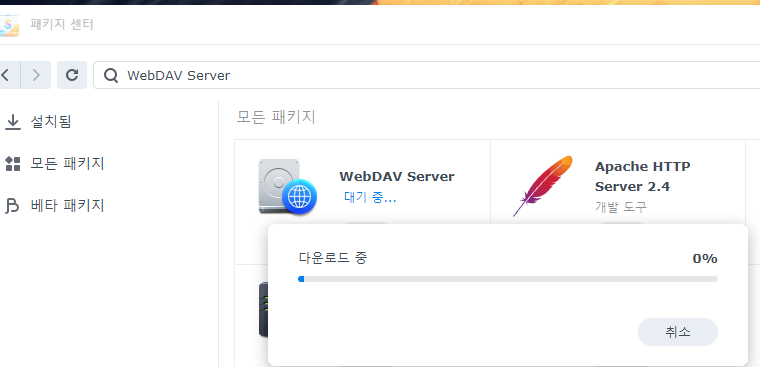 패키지 센터
WebDAV Server
설치됨
모든 패키지
베타 패키지
모든 패키지
WebDAV Server
대기 중...
Apache HTTP
Server 2.4
개발 도구
다운로드 중
0%
취소